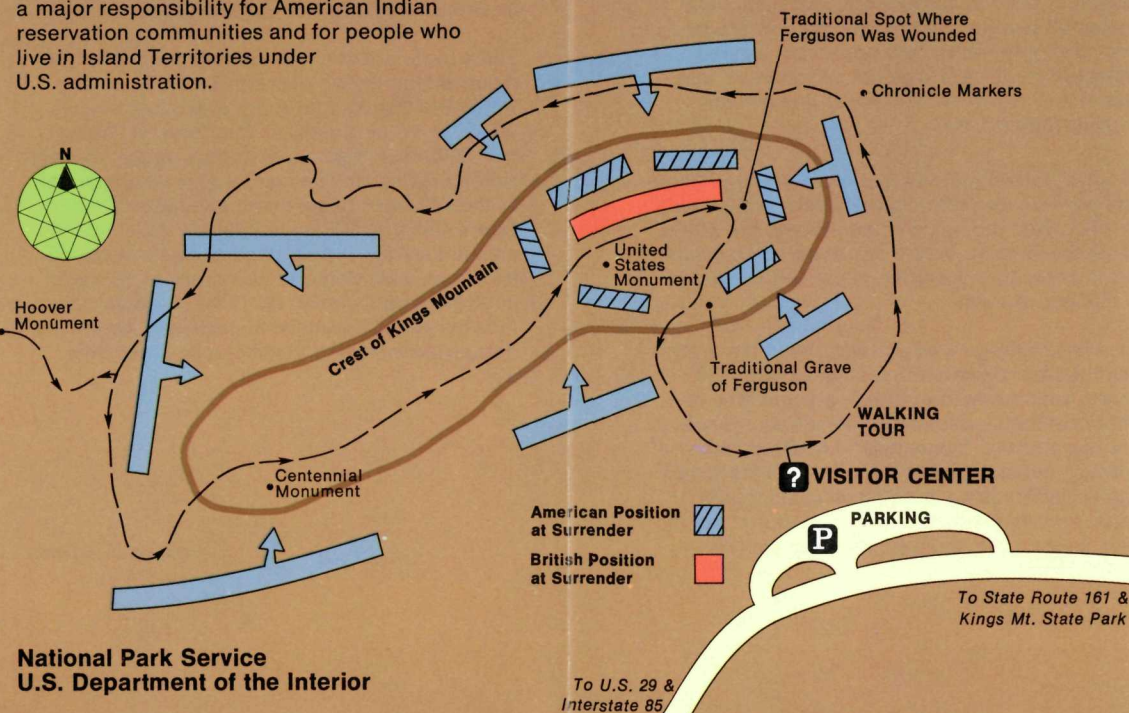 a major responsibility for American Indian
reservation communities and for people who
live in Island Territories under
U.S. administration.
Traditional Spot Where
Ferguson Was Wounded
Chronicle Markers
N
United
States
Monument
Hoover
Monument
Crest of Kings Mountain
Traditional Grave
of Ferguson
WALKING
TOUR
? VISITOR CENTER
Centennial
Monument
American Position
at Surrender
British Position
at Surrender
PARKING
P
To State Route 161 &
Kings Mt. State Park
National Park Service
U.S. Department of the Interior
To U.S. 29 &
Interstate 85